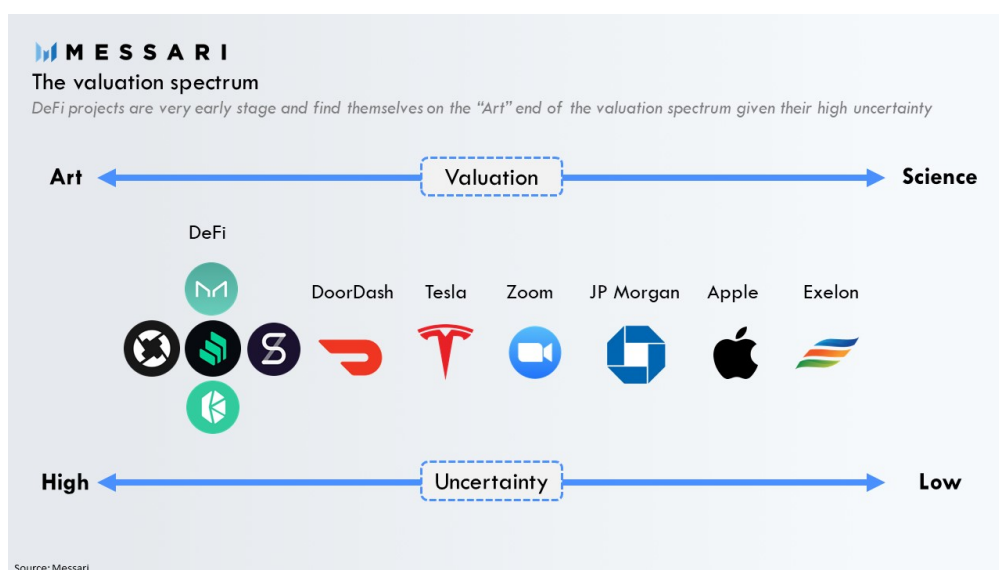 MESSARI
The valuation spectrum
DeFi projects are very early stage and find themselves on the “Art” end of the valuation spectrum given their high uncertainty
Art Valuation Science
DeFi
DoorDash Tesla Zoom JP Morgan Apple Exelon
High Uncertainty Low
Source: Messari